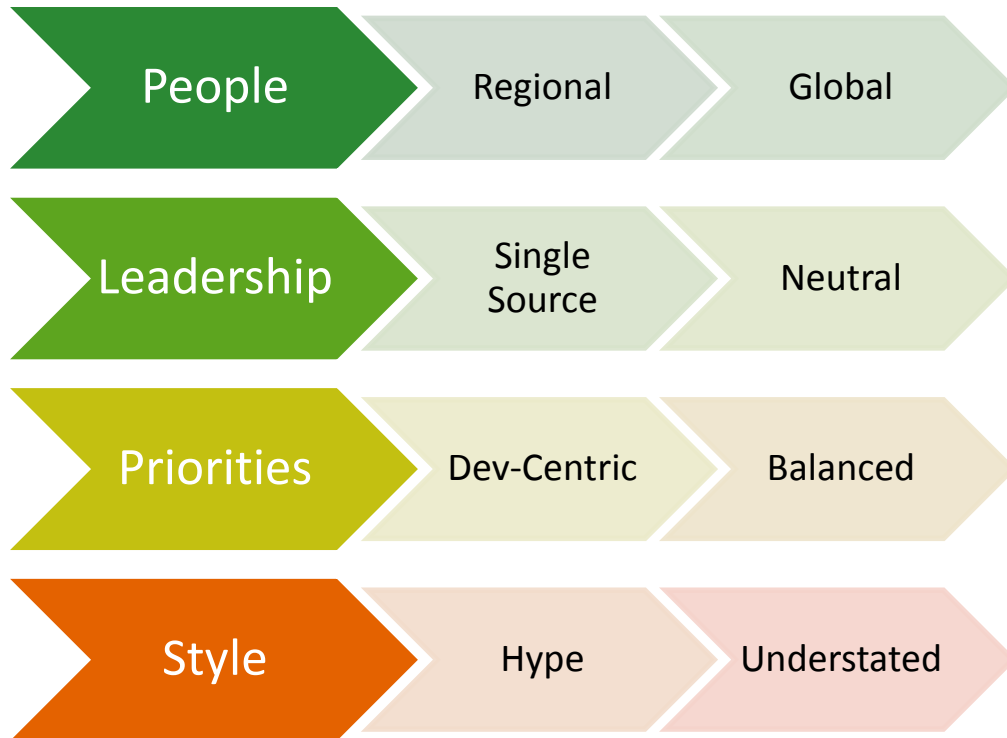 People
Regional
Global
Leadership
Single
Source
Neutral
Priorities
Dev-Centric
Balanced
Style
Hype
Understated